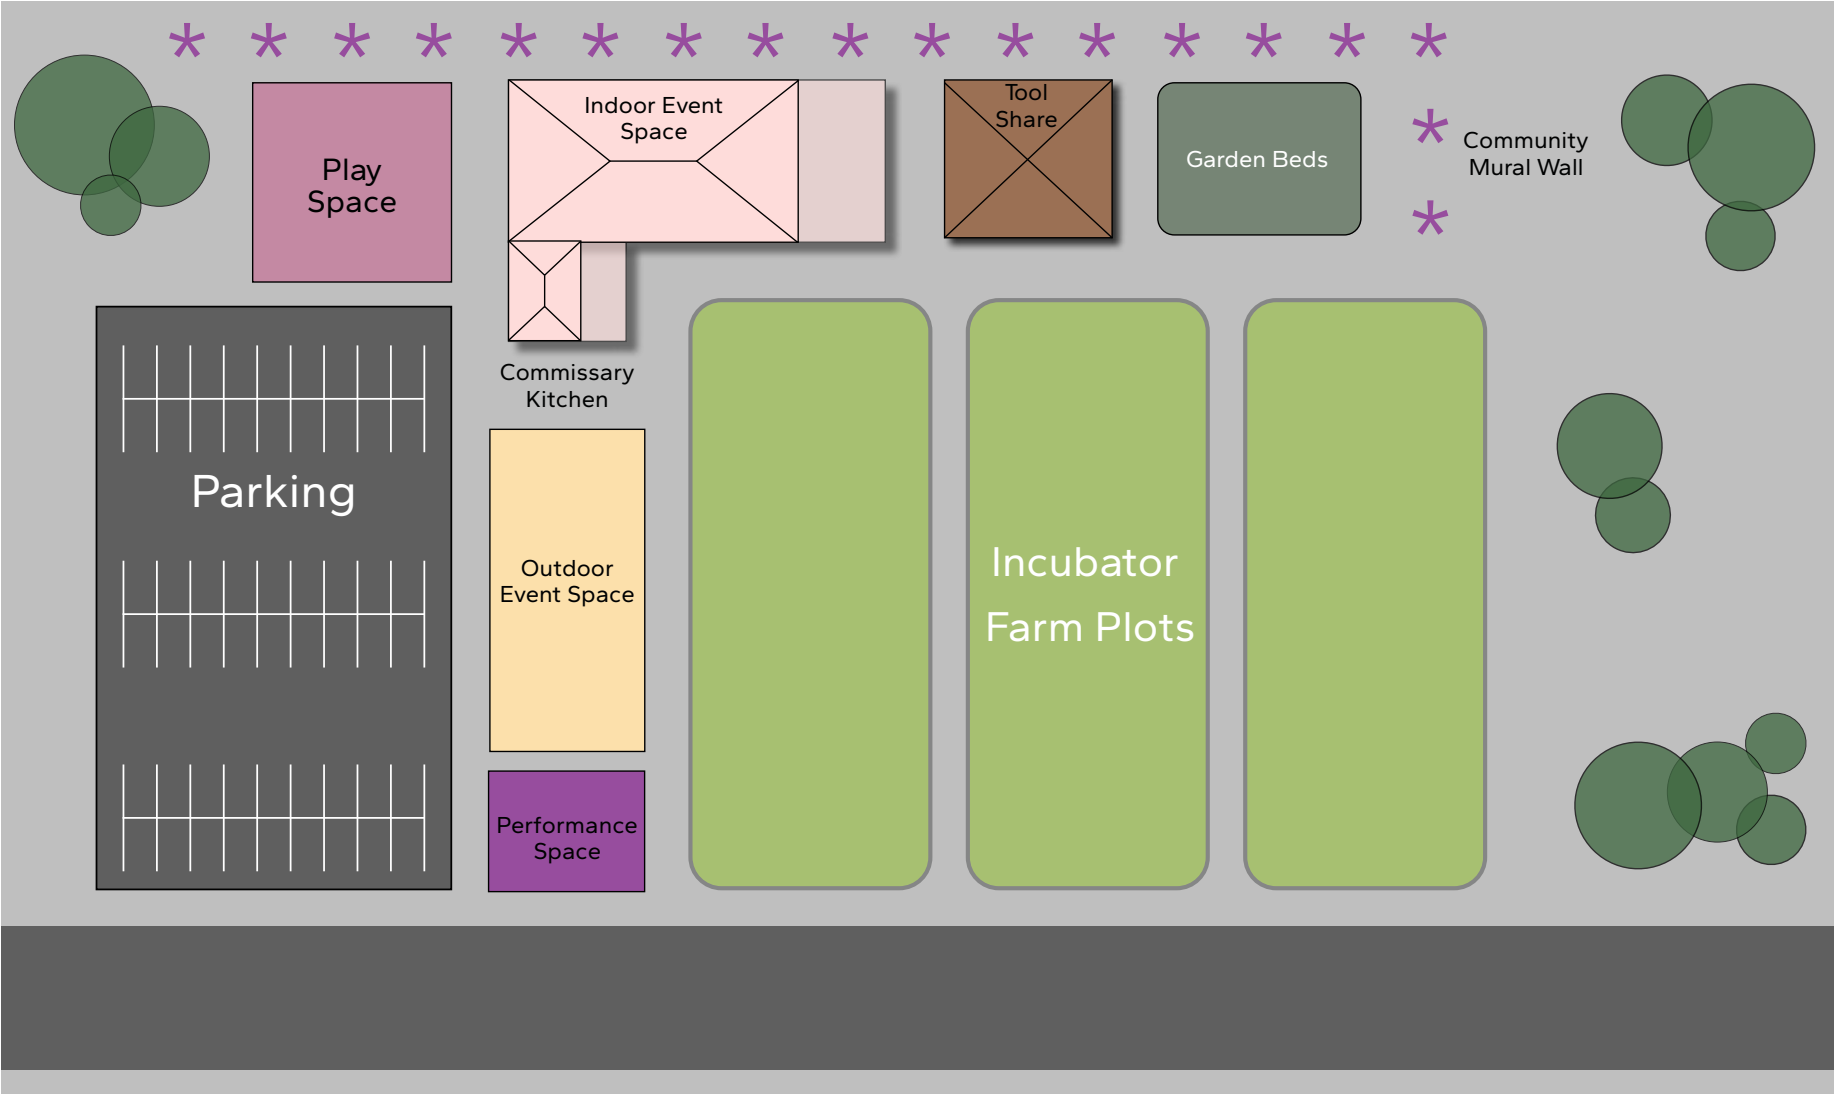 Play
Space
Indoor Event
Space
Tool
Share
Garden Beds
Community
Mural Wall
Commissary
Kitchen
Parking
Outdoor
Event Space
Incubator
Farm Plots
Performance
Space